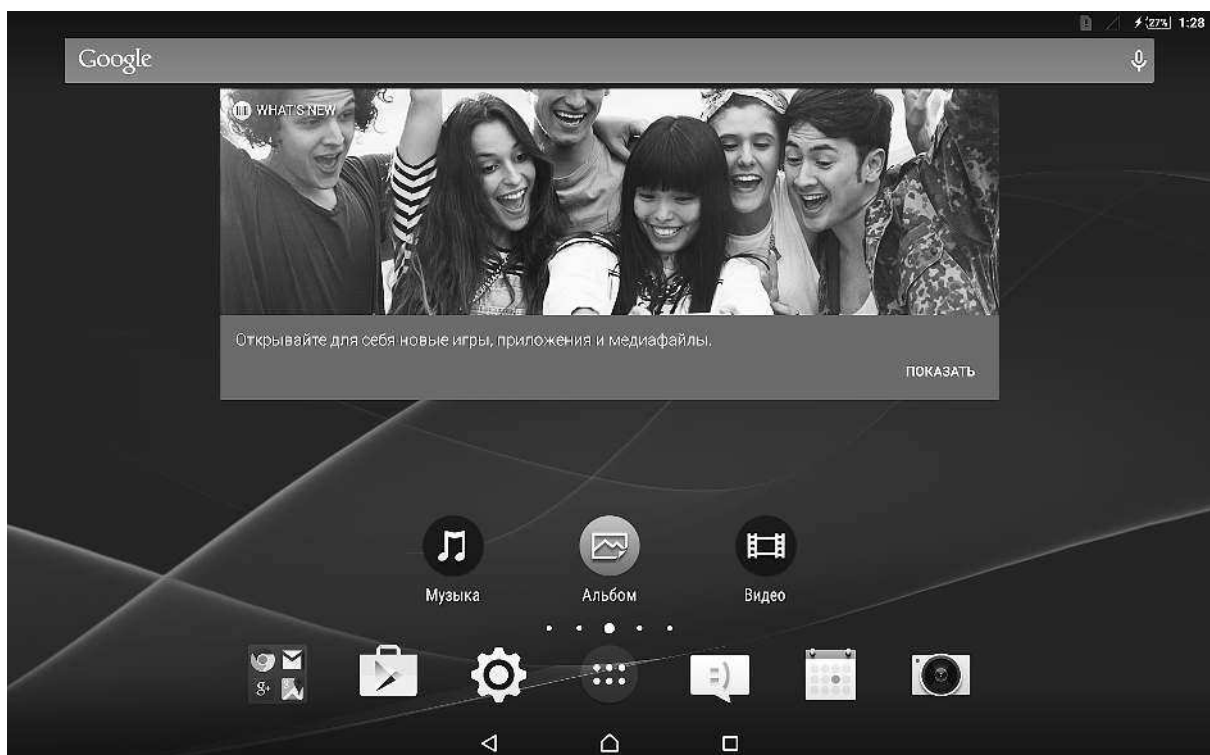 27% 1:28
Google
WHAT'S NEW
Открывайте для себя новые игры, приложения и медиафайлы.
ПОКАЗАТЬ
Музыка Альбом Видео
g+ =)